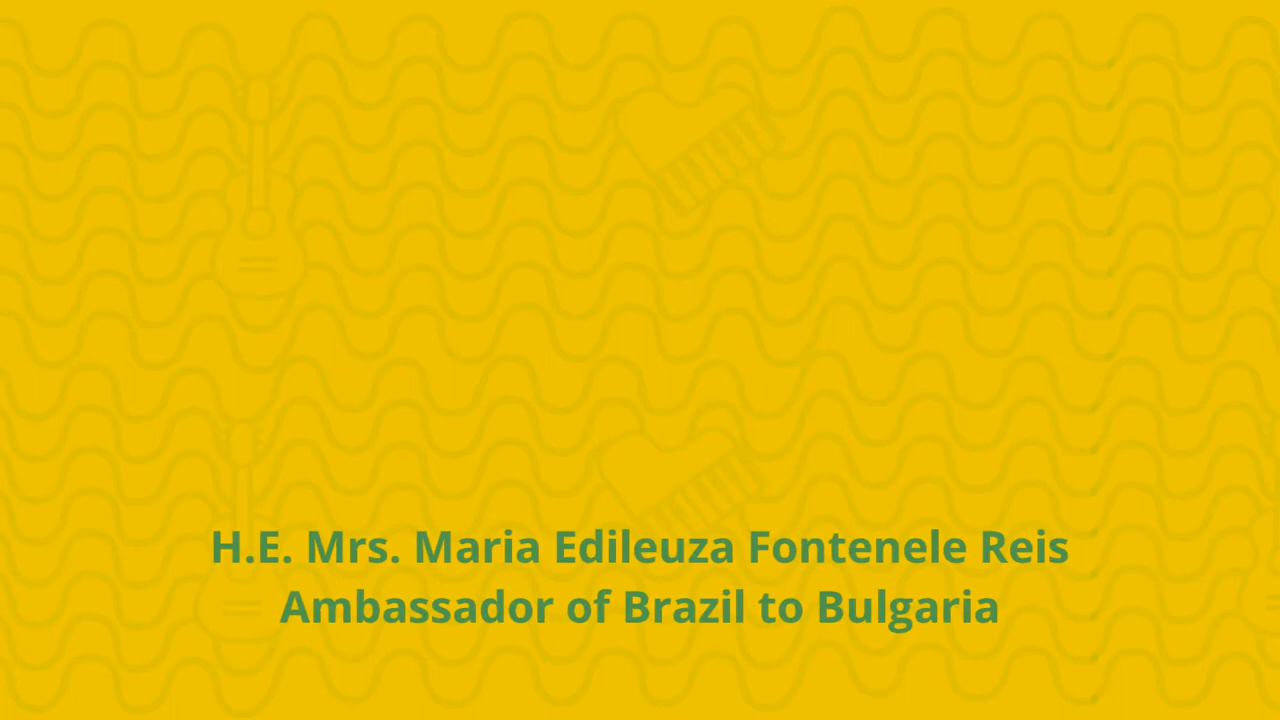 H.E. Mrs. Maria Edileuza Fontenele Reis
Ambassador of Brazil to Bulgaria